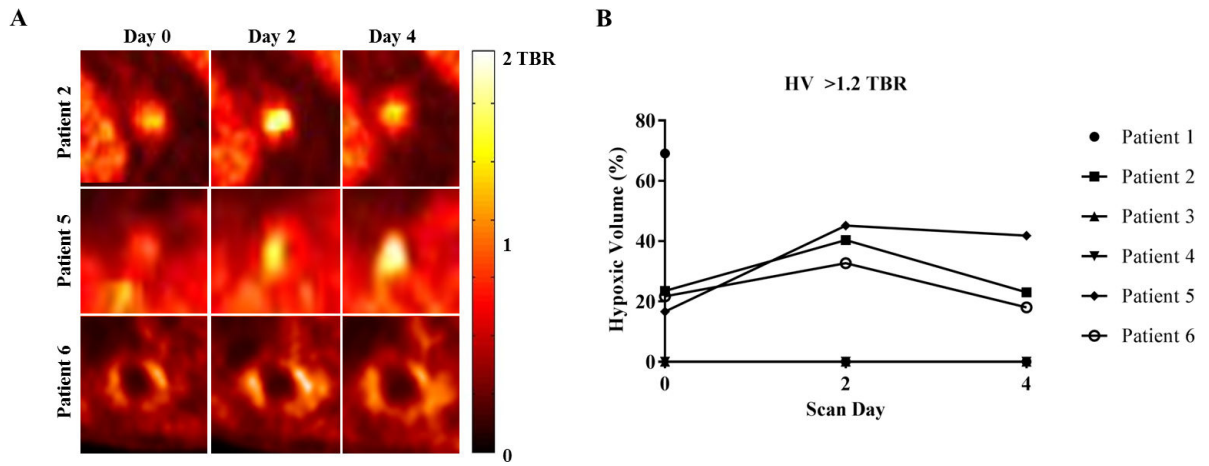 A
Day 0
Day 2
Day 4
Patient 2
Patient 5
Patient 6
2 TBR
1
0
B
HV >1.2 TBR
Hypoxic Volume (%)
80
60
40
20
0
0
2
4
Scan Day
Patient 1
Patient 2
Patient 3
Patient 4
Patient 5
Patient 6